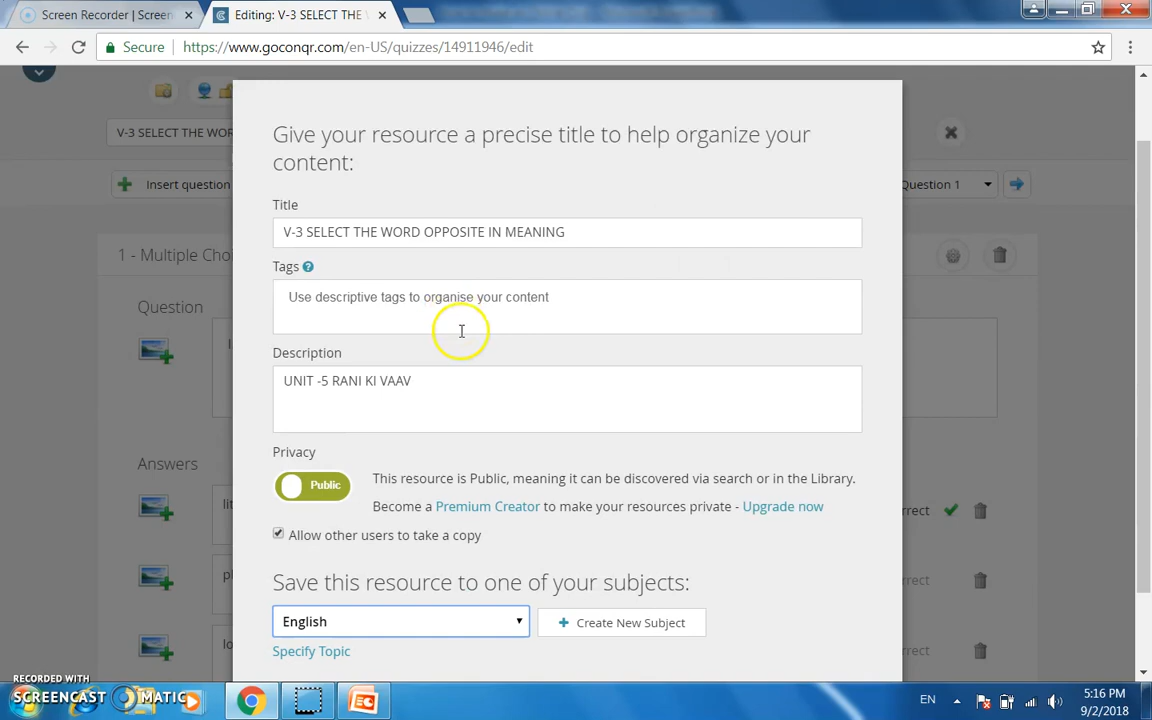 Screen Recorder | Screen
Editing: V-3 SELECT THE
Secure
https://www.goconqr.com/en-US/quizzes/14911946/edit
V-3 SELECT THE WOR
Insert question
Question 1
1 - Multiple Choi
Question
Answers
Give your resource a precise title to help organize your
content:
Title
V-3 SELECT THE WORD OPPOSITE IN MEANING
Tags
Use descriptive tags to organise your content
Description
UNIT -5 RANI KI VAAV
Privacy
Public
This resource is Public, meaning it can be discovered via search or in the Library.
Become a Premium Creator to make your resources private - Upgrade now
Allow other users to take a copy
Save this resource to one of your subjects:
English
Create New Subject
Specify Topic
RECORDED WITH
SCREENCAST MATIC
EN
5:16 PM
9/2/2018